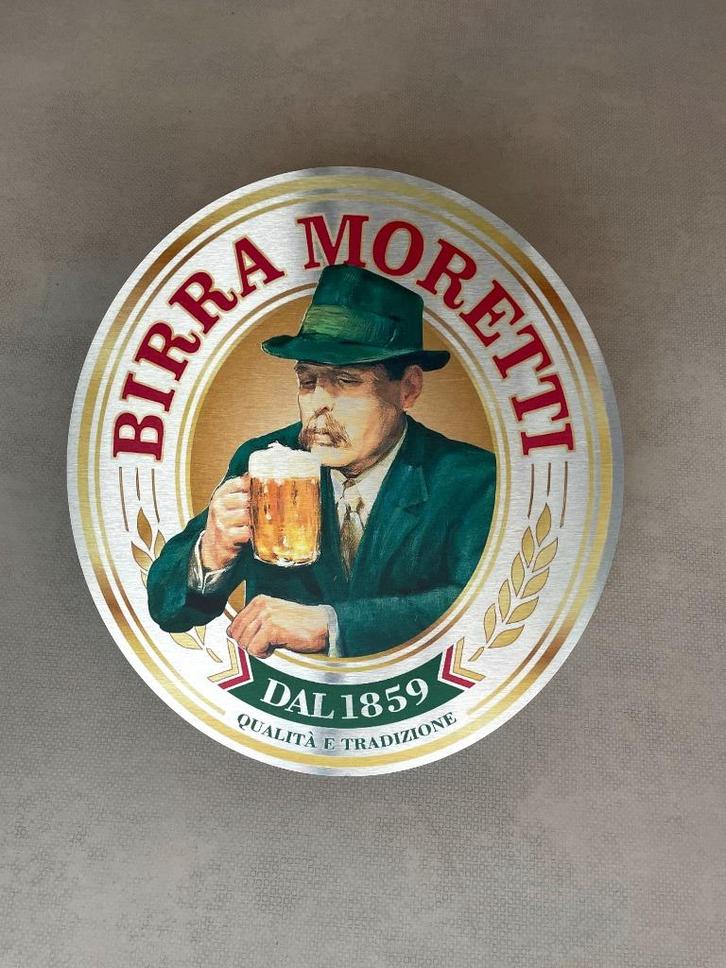 BIRRA MORETTI
DAL 1859
QUALITÀ E TRADIZIONE